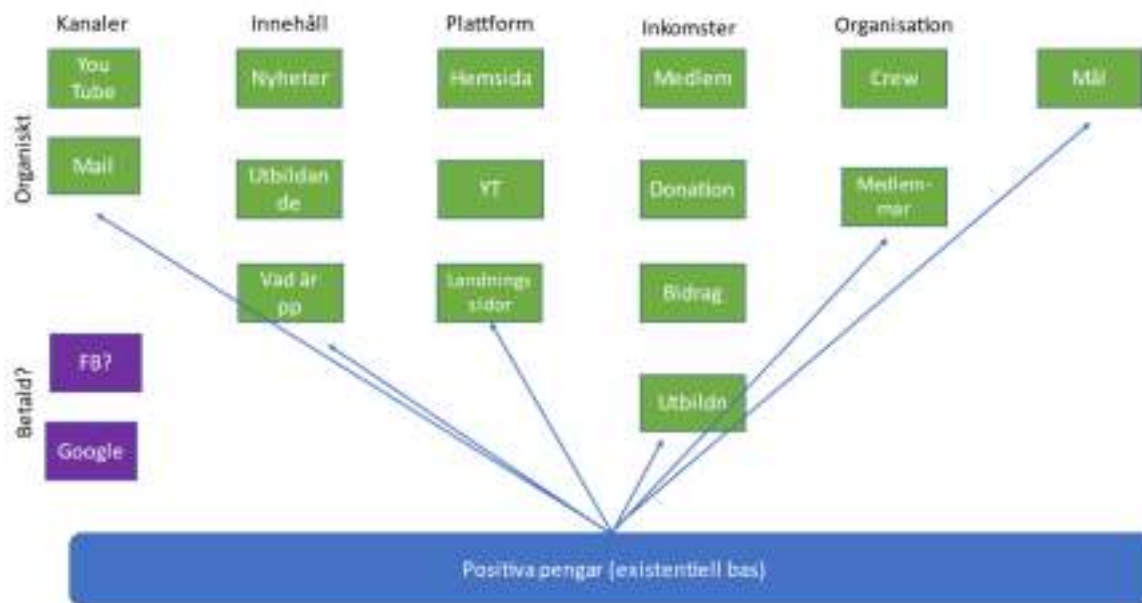 Kanaler
Innehåll
Plattform
Inkomster
Organisation
You
Tube
Nyheter
Hemsida
Medlem
Crew
Mål
Organiskt
Mail
Utbildan
de
YT
Donation
Medlem-
mar
Vad är
pp
Landnings
sidor
Bidrag
Betald?
FB?
Utbildn
Google
Positiva pengar (existentiell bas)